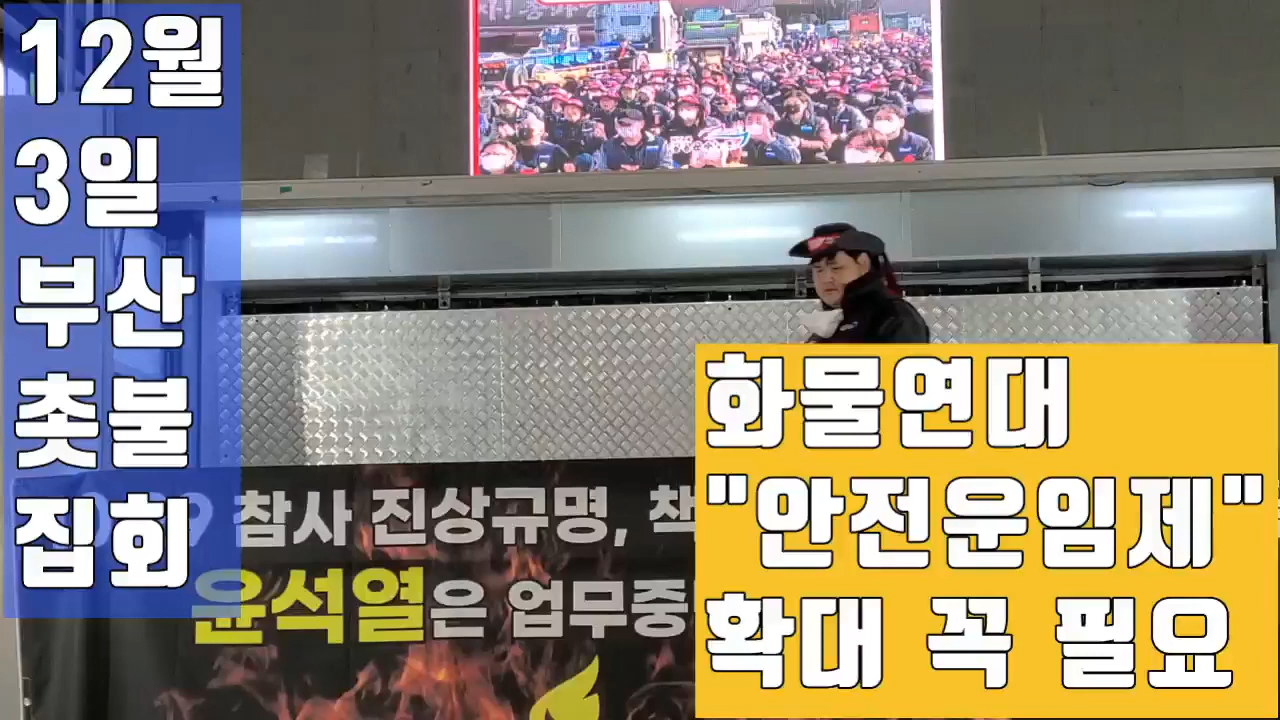 12월
3일
부산
촛불
집회
화물연대
"안전운임제"
확대 꼭 필요
9 참사 진상규명, 책
윤석열은 업무중